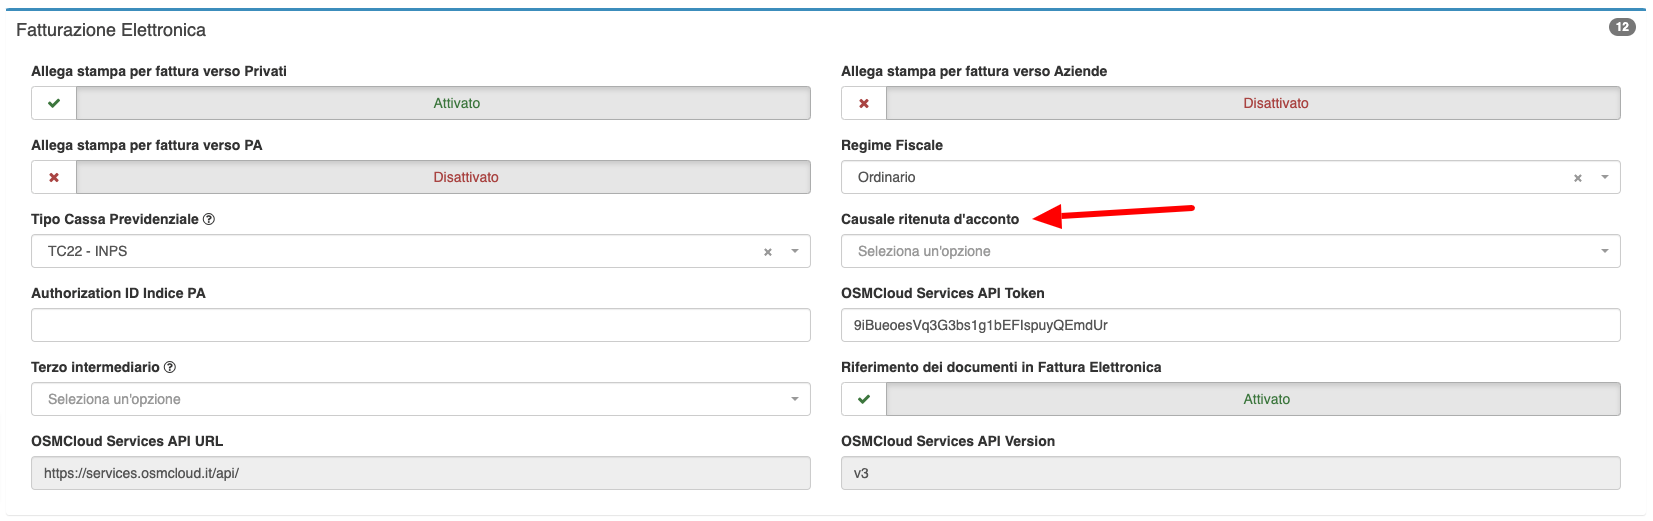 Fatturazione Elettronica
12
Allega stampa per fattura verso Privati
Allega stampa per fattura verso Aziende
Attivato
Disattivato
Allega stampa per fattura verso PA
Regime Fiscale
Disattivato
Ordinario
Tipo Cassa Previdenziale
Causale ritenuta d'acconto
TC22 - INPS
Seleziona un'opzione
Authorization ID Indice PA
OSMCloud Services API Token
9iBueoesVq3G3bs1g1bEFIspuyQEmdUr
Terzo intermediario
Riferimento dei documenti in Fattura Elettronica
Seleziona un'opzione
Attivato
OSMCloud Services API URL
OSMCloud Services API Version
https://services.osmcloud.it/api/
v3